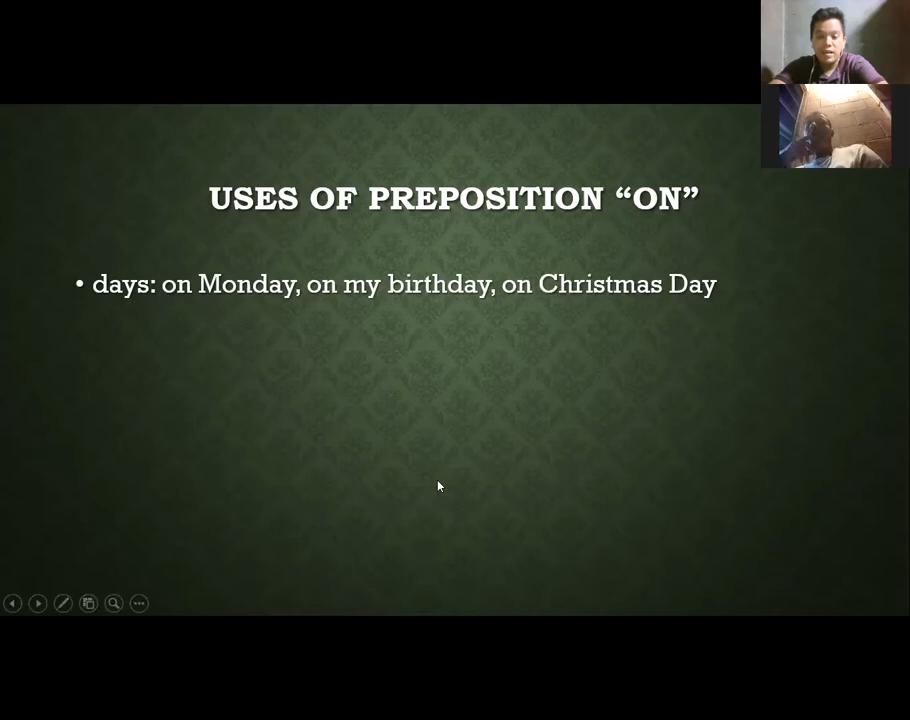 USES OF PREPOSITION “ON”
• days: on Monday, on my birthday, on Christmas Day